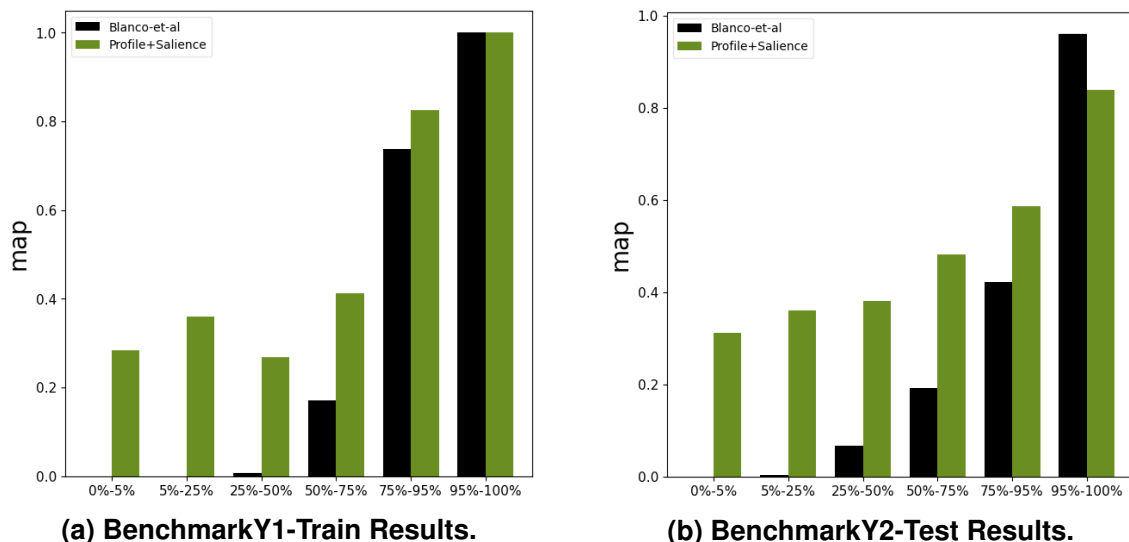 Blanco-et-al
Profile+Salience
1.0
0.8
0.6
0.4
0.2
0.0
map
0%-5% 5%-25% 25%-50% 50%-75% 75%-95% 95%-100%
(a) BenchmarkY1-Train Results.
Blanco-et-al
Profile+Salience
1.0
0.8
0.6
0.4
0.2
0.0
map
0%-5% 5%-25% 25%-50% 50%-75% 75%-95% 95%-100%
(b) BenchmarkY2-Test Results.